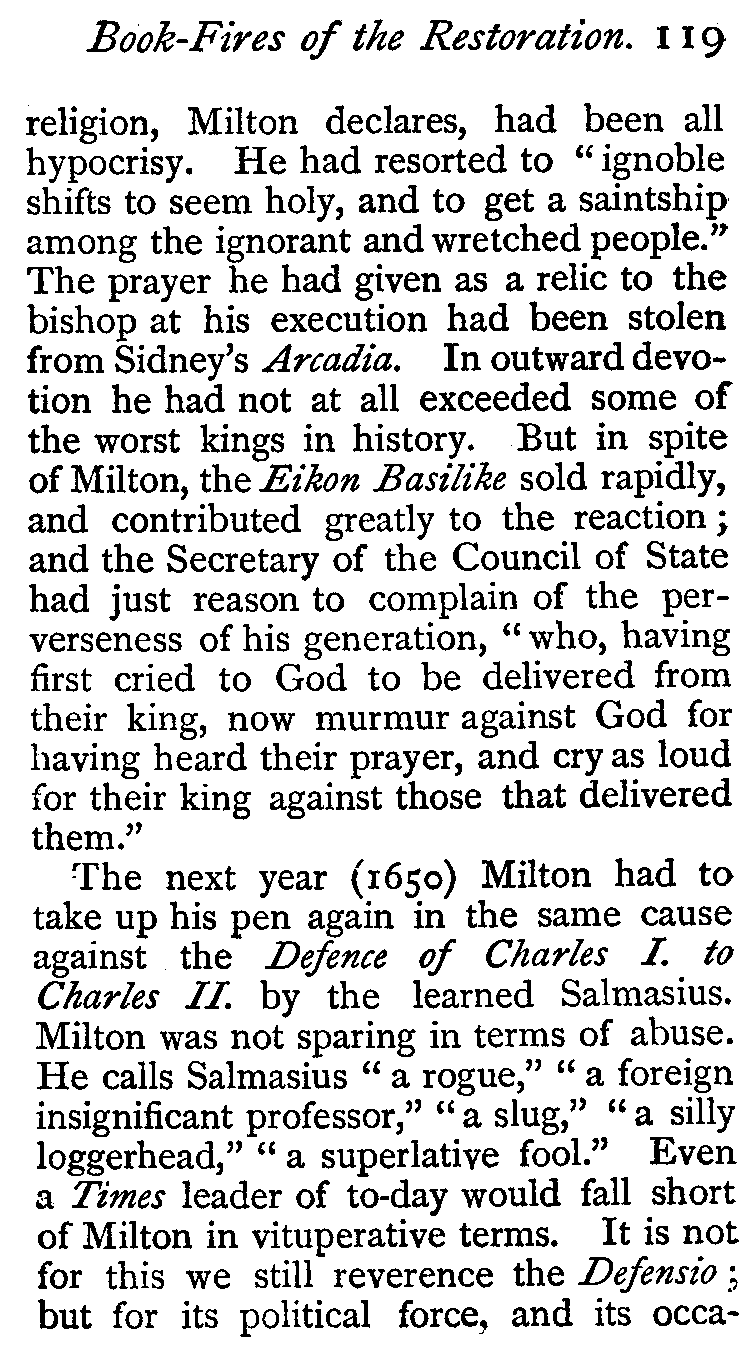 Book-Fires of the Restoration. 119
religion, Milton declares, had been all
hypocrisy. He had resorted to “ ignoble
shifts to seem holy, and to get a saintship
among the ignorant and wretched people.”
The prayer he had given as a relic to the
bishop at his execution had been stolen
from Sidney’s Arcadia. In outward devo-
tion he had not at all exceeded some of
the worst kings in history. But in spite
of Milton, the Eikon Basilike sold rapidly,
and contributed greatly to the reaction ;
and the Secretary of the Council of State
had just reason to complain of the per-
verseness of his generation, “ who, having
first cried to God to be delivered from
their king, now murmur against God for
having heard their prayer, and cry as loud
for their king against those that delivered
them.”
The next year (1650) Milton had to
take up his pen again in the same cause
against the Defence of Charles I. to
Charles II. by the learned Salmasius.
Milton was not sparing in terms of abuse.
He calls Salmasius “ a rogue,” “ a foreign
insignificant professor,” “ a slug,” “ a silly
loggerhead,” “ a superlative fool.” Even
a Times leader of to-day would fall short
of Milton in vituperative terms. It is not
for this we still reverence the Defensio ;
but for its political force, and its occa-